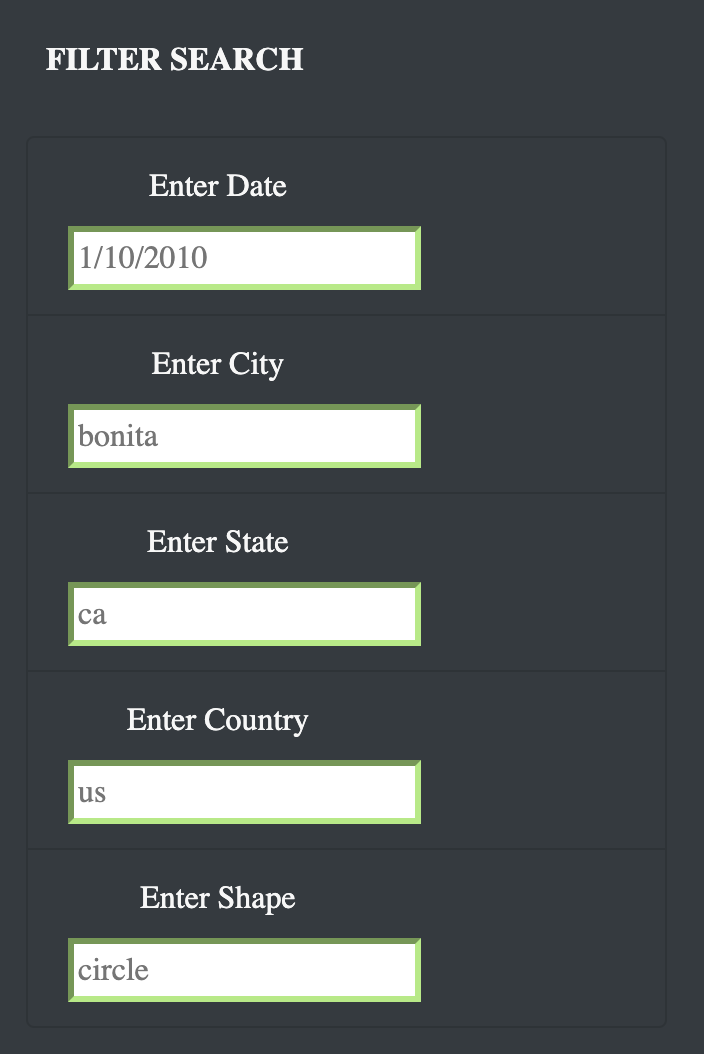 FILTER SEARCH
Enter Date
1/10/2010
Enter City
bonita
Enter State
ca
Enter Country
us
Enter Shape
circle